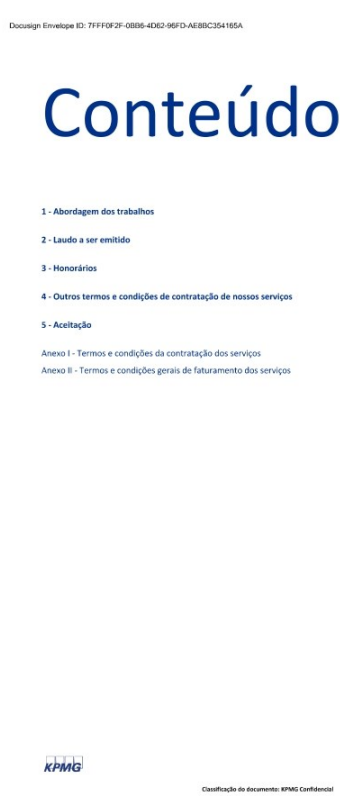 Docusign Envelope ID: 7FFF0F2F-0BB6-4D62-96FD-AE8BC354165A
Conteúdo
1 - Abordagem dos trabalhos
2 - Laudo a ser emitido
3 - Honorários
4 - Outros termos e condições de contratação de nossos serviços
5 - Aceitação
Anexo I - Termos e condições da contratação dos serviços
Anexo II - Termos e condições gerais de faturamento dos serviços
KPMG
Classificação do documento: KPMG Confidencial